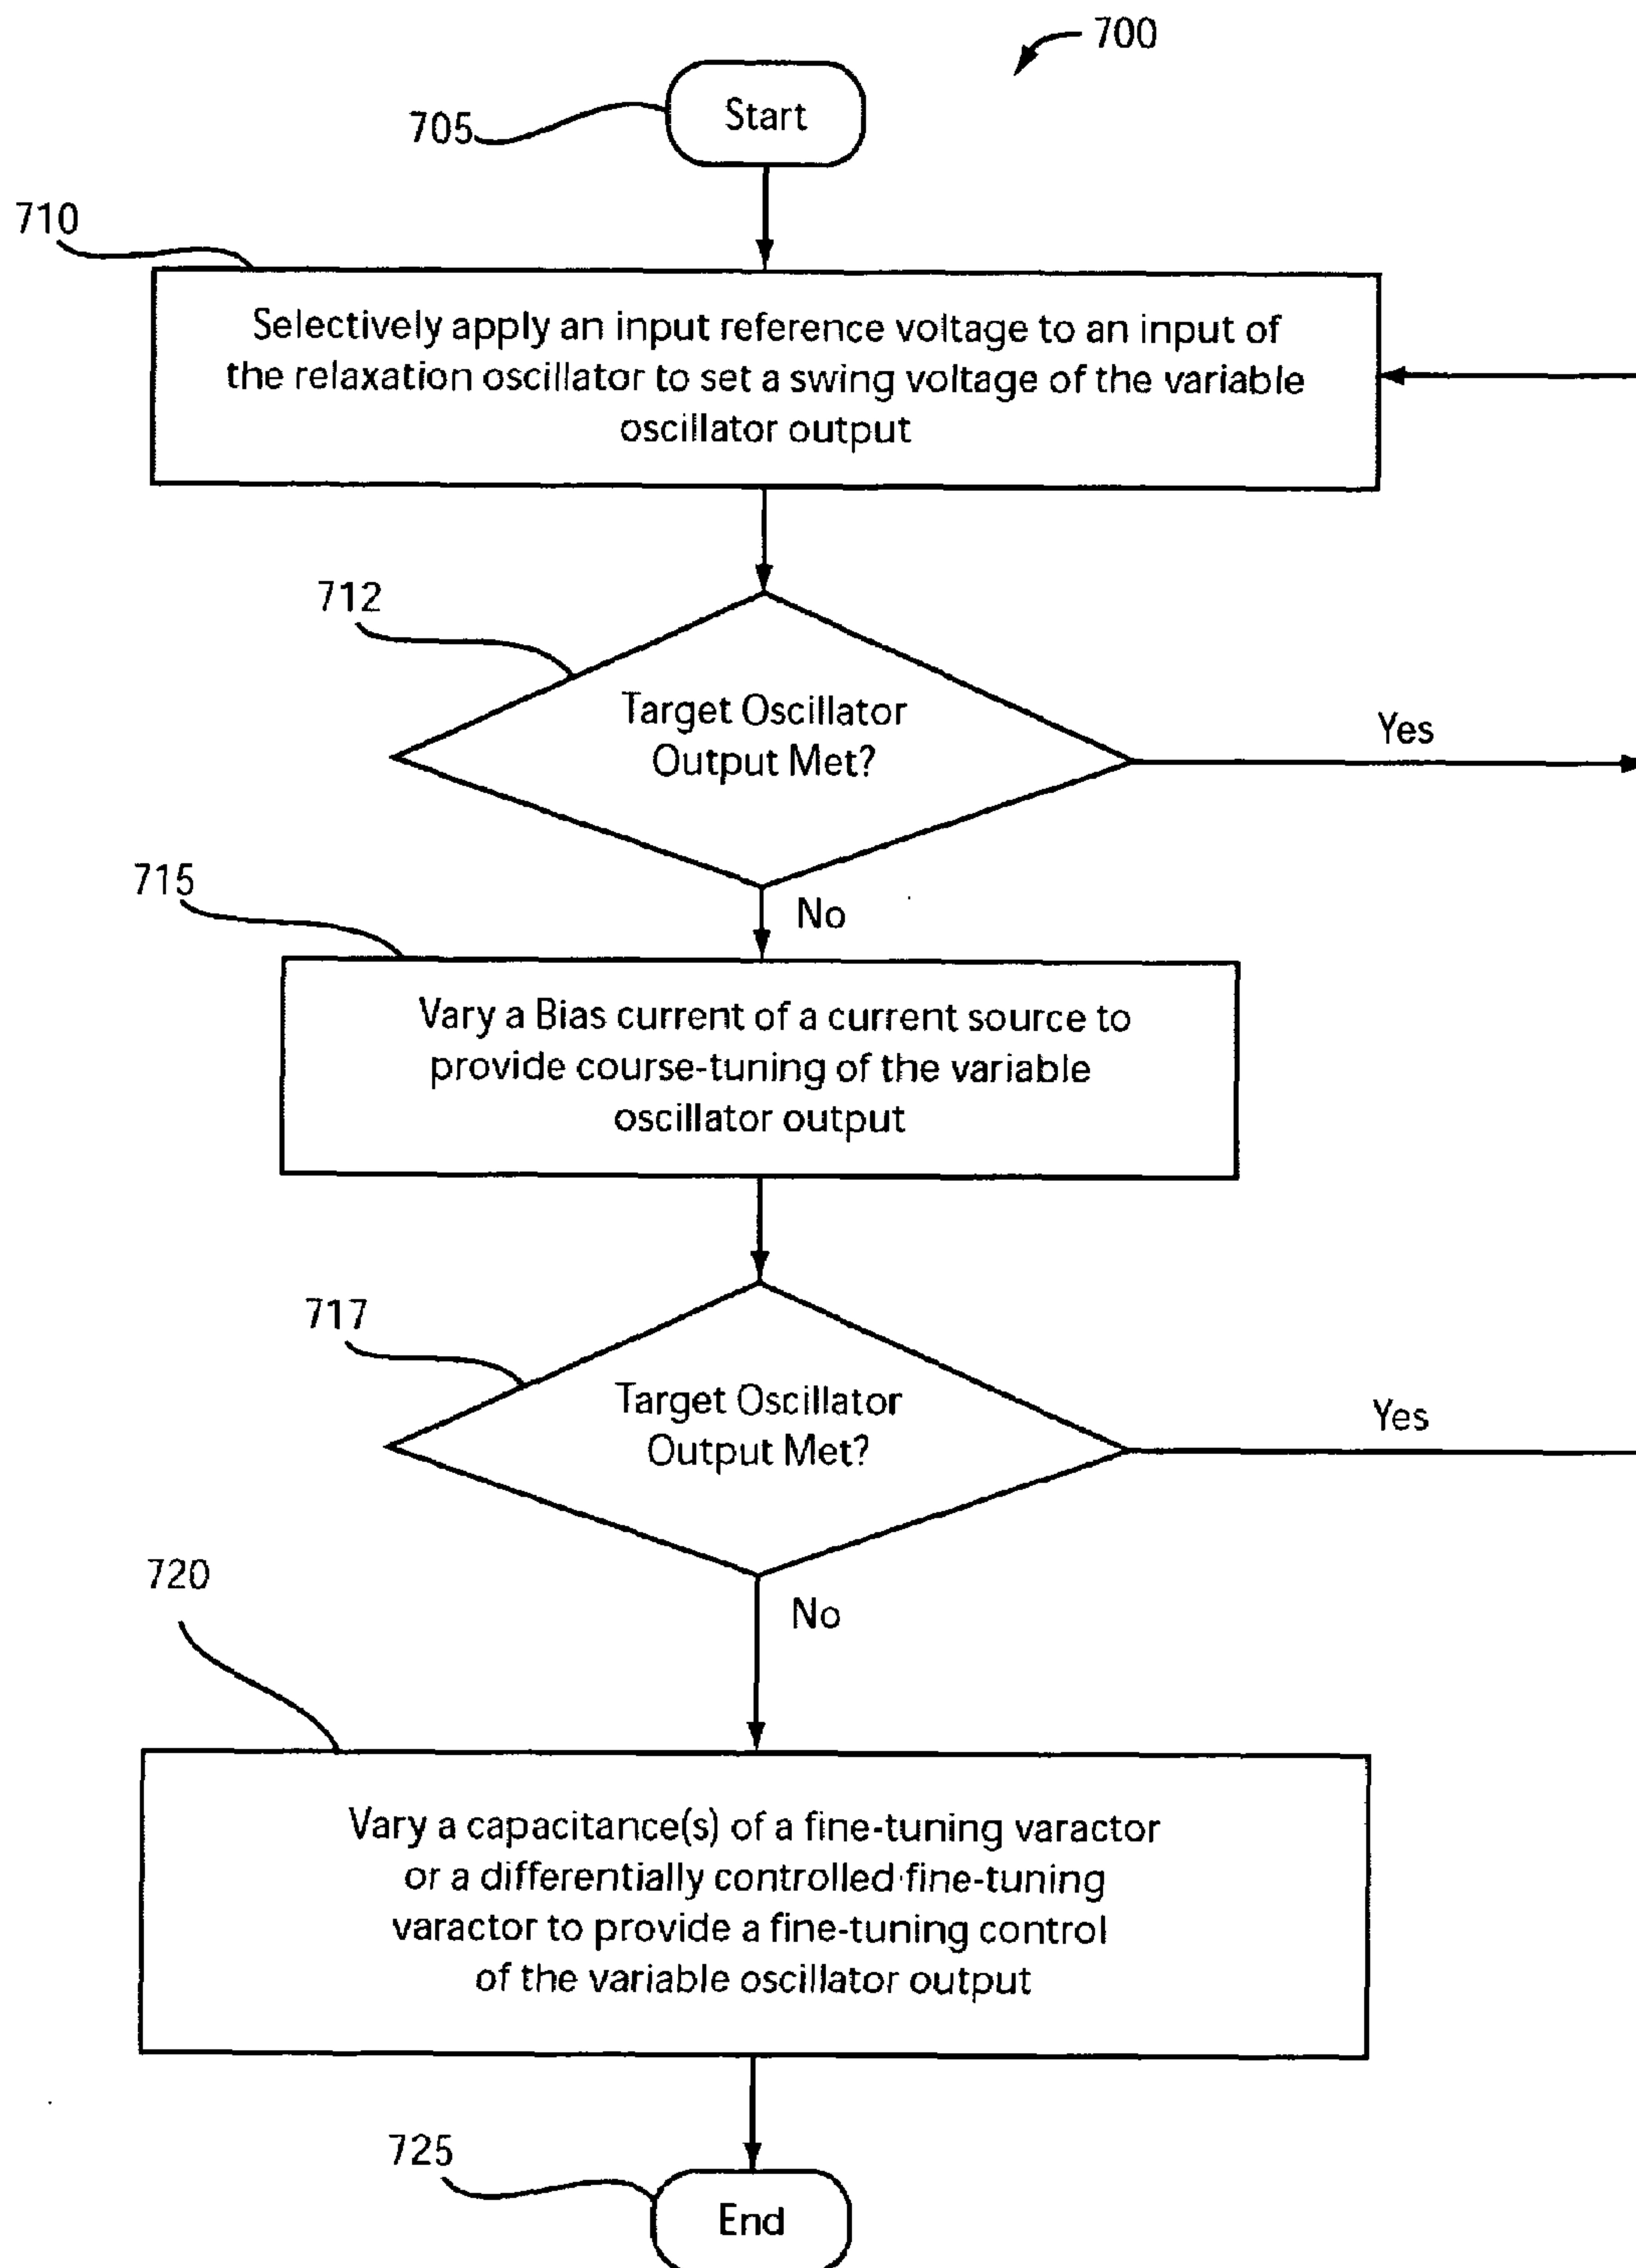 700
Start
705
710
Selectively apply an input reference voltage to an input of
the relaxation oscillator to set a swing voltage of the variable
oscillator output
712
Target Oscillator
Output Met?
Yes
715
No
Vary a Bias current of a current source to
provide course-tuning of the variable
oscillator output
717
Target Oscillator
Output Met?
Yes
720
No
Vary a capacitance(s) of a fine-tuning varactor
or a differentially controlled fine-tuning
varactor to provide a fine-tuning control
of the variable oscillator output
725
End